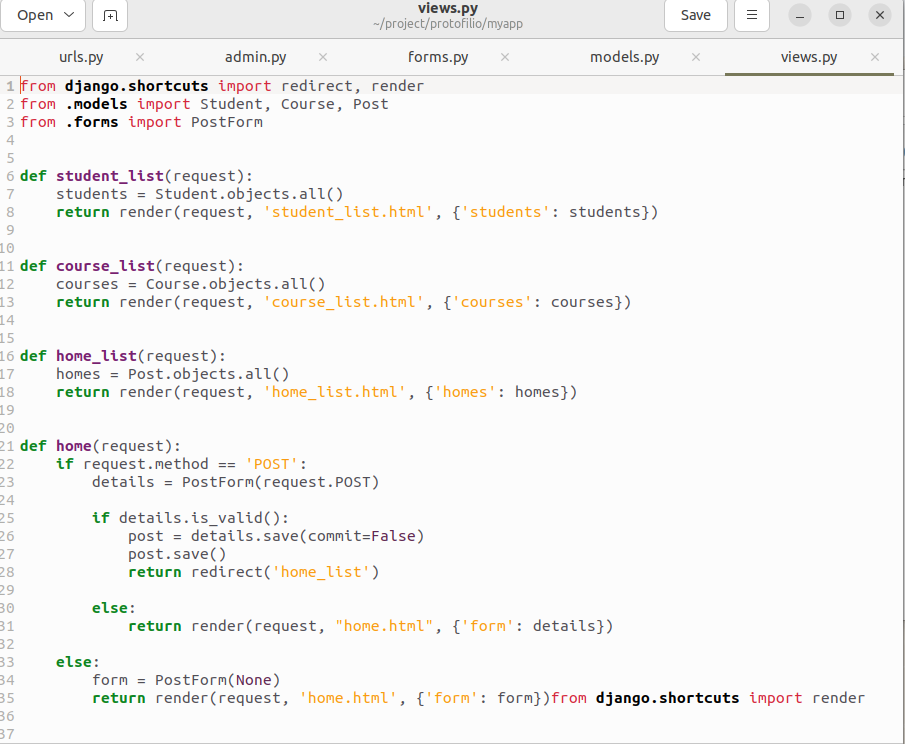 Open
views.py
~/project/protofilio/myapp
Save
urls.py × admin.py × forms.py × models.py × views.py ×
1 from django.shortcuts import redirect, render
2 from .models import Student, Course, Post
3 from .forms import PostForm
4
5
6 def student_list(request):
7     students = Student.objects.all()
8     return render(request, 'student_list.html', {'students': students})
9
10
11 def course_list(request):
12     courses = Course.objects.all()
13     return render(request, 'course_list.html', {'courses': courses})
14
15
16 def home_list(request):
17     homes = Post.objects.all()
18     return render(request, 'home_list.html', {'homes': homes})
19
20
21 def home(request):
22     if request.method == 'POST':
23         details = PostForm(request.POST)
24
25         if details.is_valid():
26             post = details.save(commit=False)
27             post.save()
28             return redirect('home_list')
29
30         else:
31             return render(request, "home.html", {'form': details})
32
33     else:
34         form = PostForm(None)
35         return render(request, 'home.html', {'form': form})from django.shortcuts import render
36
37